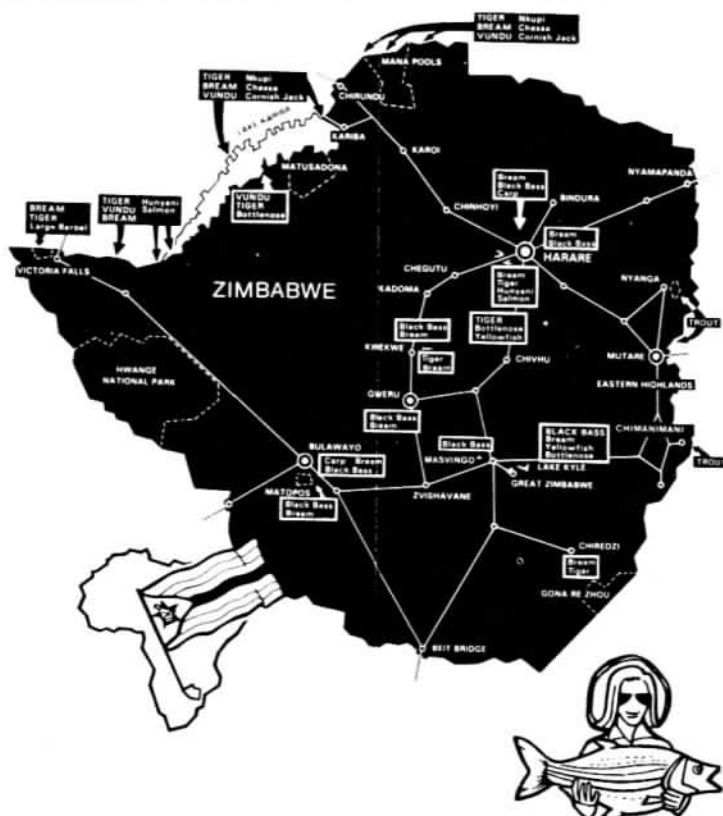 TIGER Nkupi
BREAM Chessa
VUNDU Cornish Jack
MANA POOLS
TIGER Nkupi
BREAM Chessa
VUNDU Cornish Jack
CHIRUNDU
LAKE KARIBA
KARIBA
KAROI
MATUSADONA
NYAMAPANDA
Bream
Black Bass
Carp
BINDURA
VUNDU
TIGER
Bottlenose
CHINHOYI
BREAM
TIGER
Large Barbel
TIGER Hunyani
VUNDU Salmon
BREAM
Bream
Black Bass
HARARE
VICTORIA FALLS
CHEGUTU
NYANGA
ZIMBABWE
KADOMA
Bream
Tiger
Hunyani
Salmon
TROUT
Black Bass
Bream
TIGER
Bottlenose
Yellowfish
KWEKWE
Tiger
Bream
CHIVHU
MUTARE
HWANGE
NATIONAL PARK
EASTERN HIGHLANDS
GWERU
Black Bass
Bream
BLACK BASS
Bream
Yellowfish
Bottlenose
CHIMANIMANI
BULAWAYO
Carp Bream
Black Bass
Black Bass
MASVINGO
LAKE KYLE
TROUT
GREAT ZIMBABWE
MATOPOS
ZVISHAVANE
Black Bass
Bream
CHIREDZI
Bream
Tiger
GONA RE ZHOU
BEIT BRIDGE